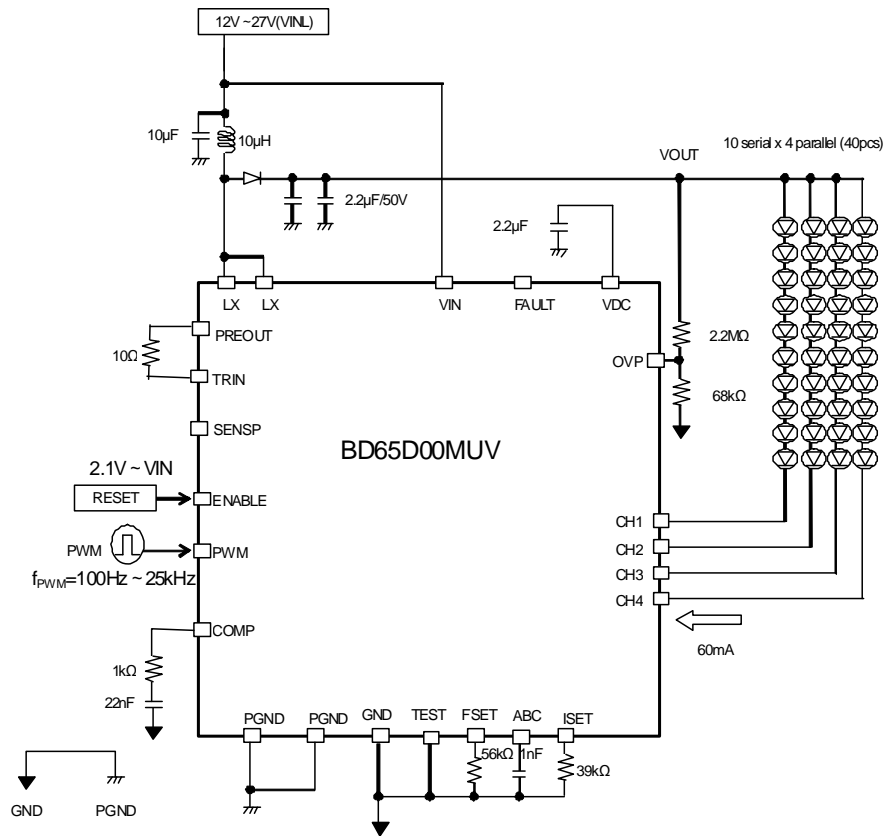 12V ~27V(VINL)
10µF
10µH
VOUT
10 serial x 4 parallel (40pcs)
2.2µF/50V
2.2µF
LX
LX
VIN
FAULT
VDC
PREOUT
10Ω
TRIN
SENSP
2.1V ~ VIN
RESET
ENABLE
PWM
PWM
fPWM=100Hz ~ 25kHz
COMP
1kΩ
22nF
BD65D00MUV
2.2MΩ
OVP
68kΩ
CH1
CH2
CH3
CH4
60mA
PGND
PGND
GND
TEST
FSET
ABC
ISET
56kΩ
1nF
39kΩ
GND
PGND